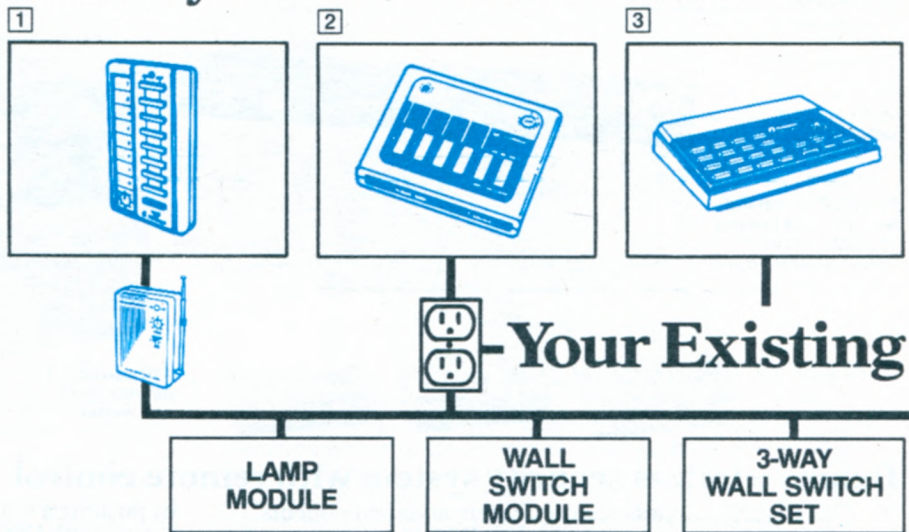 1
2
3
Your Existing
LAMP
MODULE
WALL
SWITCH
MODULE
3-WAY
WALL SWITCH
SET